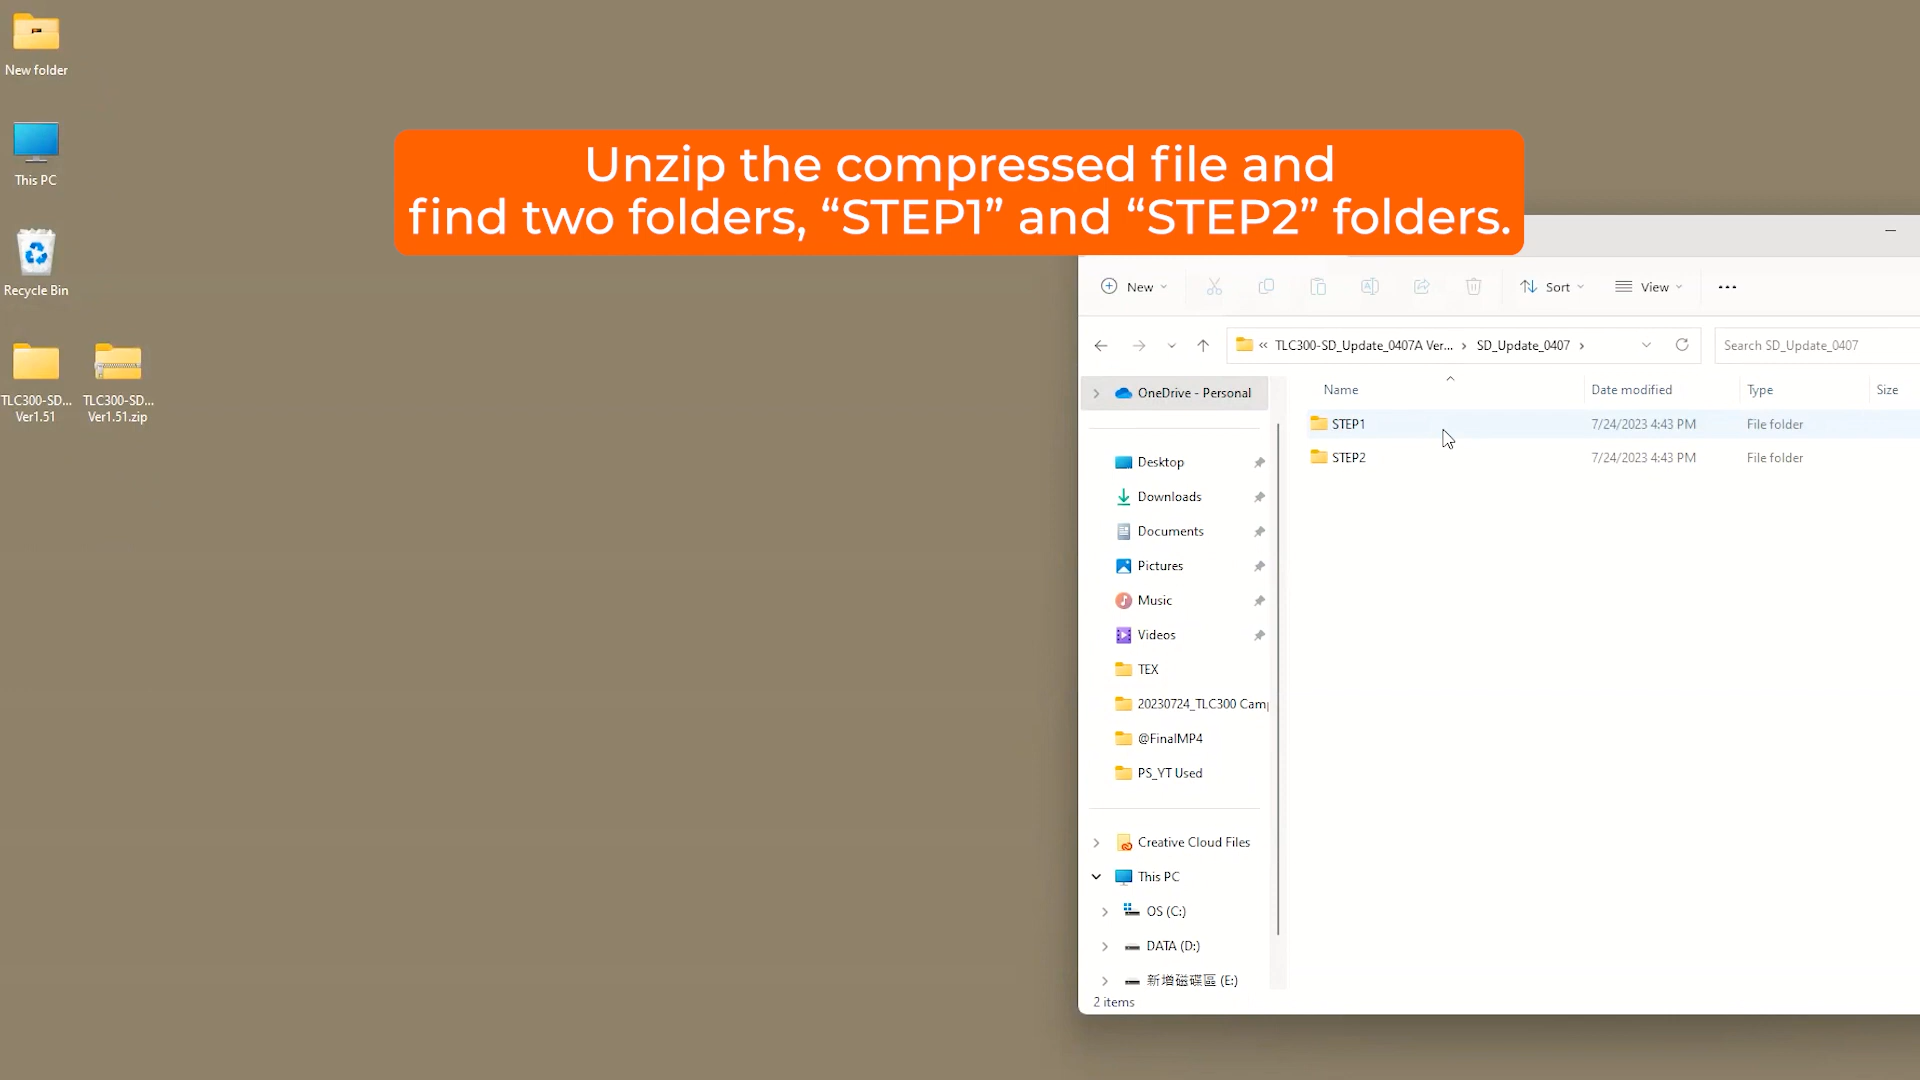 New folder
This PC
Recycle Bin
TLC300-SD...
Ver1.51
TLC300-SD...
Ver1.51.zip
Unzip the compressed file and
find two folders, “STEP1” and “STEP2” folders.
New
Sort
View
« TLC300-SD_Update_0407A Ver... › SD_Update_0407 ›
Search SD_Update_0407
Name Date modified Type Size
STEP1 7/24/2023 4:43 PM File folder
STEP2 7/24/2023 4:43 PM File folder
OneDrive - Personal
Desktop
Downloads
Documents
Pictures
Music
Videos
TEX
20230724_TLC300 Camp
@FinalMP4
PS_YT Used
Creative Cloud Files
This PC
OS (C:)
DATA (D:)
新增磁碟區 (E:)
2 items